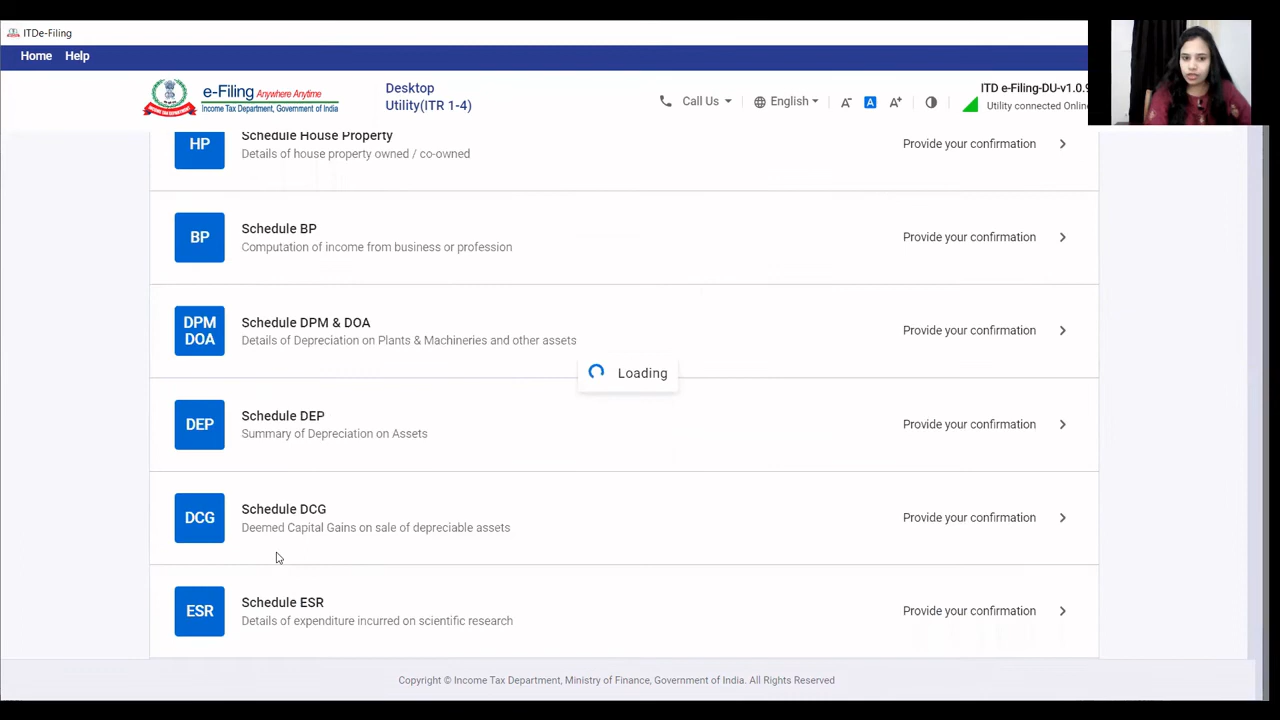 ITDe-Filing
Home Help
e-Filing Anywhere Anytime
Income Tax Department, Government of India
Desktop
Utility(ITR 1-4)
Call Us
English
A- A A+
ITD e-Filing-DU-v1.0.9
Utility connected Online
HP
Schedule House Property
Details of house property owned / co-owned
Provide your confirmation
BP
Schedule BP
Computation of income from business or profession
Provide your confirmation
DPM
DOA
Schedule DPM & DOA
Details of Depreciation on Plants & Machineries and other assets
Provide your confirmation
Loading
DEP
Schedule DEP
Summary of Depreciation on Assets
Provide your confirmation
DCG
Schedule DCG
Deemed Capital Gains on sale of depreciable assets
Provide your confirmation
ESR
Schedule ESR
Details of expenditure incurred on scientific research
Provide your confirmation
Copyright © Income Tax Department, Ministry of Finance, Government of India. All Rights Reserved